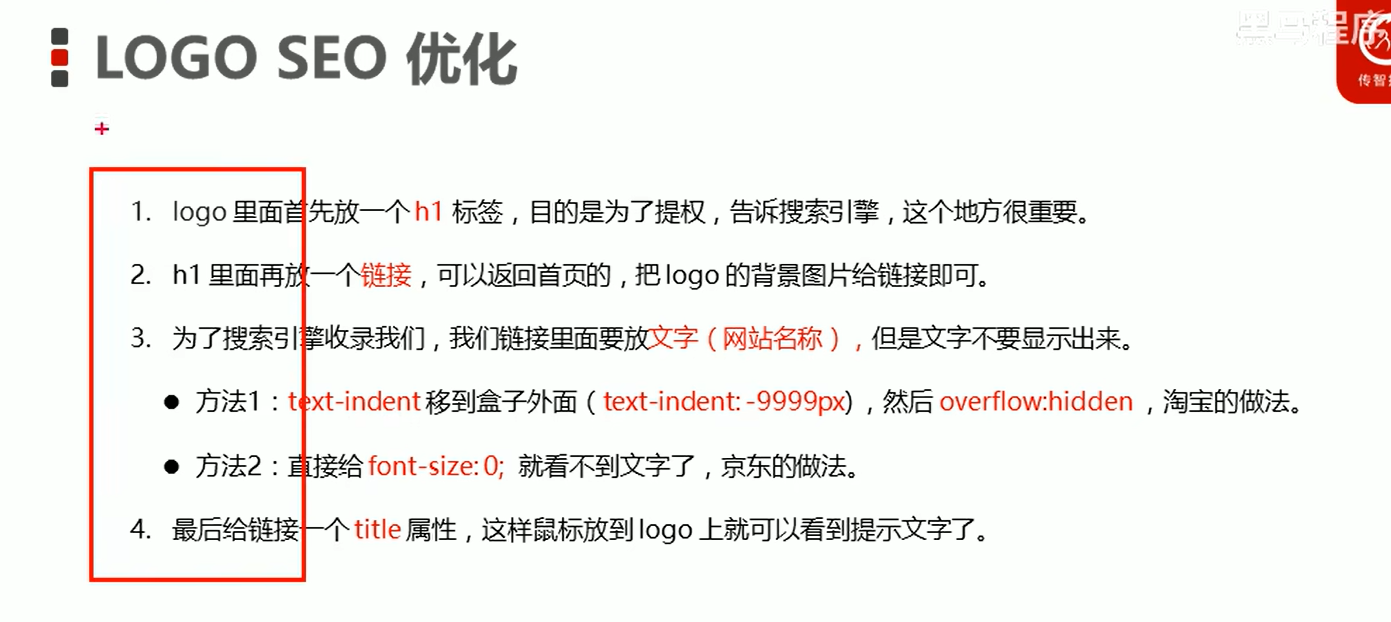 LOGO SEO 优化
黑马程序
传智
1. logo 里面首先放一个 h1 标签，目的是为了提权，告诉搜索引擎，这个地方很重要。
2. h1 里面再放一个链接，可以返回首页的，把 logo 的背景图片给链接即可。
3. 为了搜索引擎收录我们，我们链接里面要放文字（网站名称），但是文字不要显示出来。
● 方法1：text-indent 移到盒子外面（text-indent: -9999px)，然后 overflow:hidden ，淘宝的做法。
● 方法2：直接给 font-size: 0; 就看不到文字了，京东的做法。
4. 最后给链接一个 title 属性，这样鼠标放到 logo 上就可以看到提示文字了。